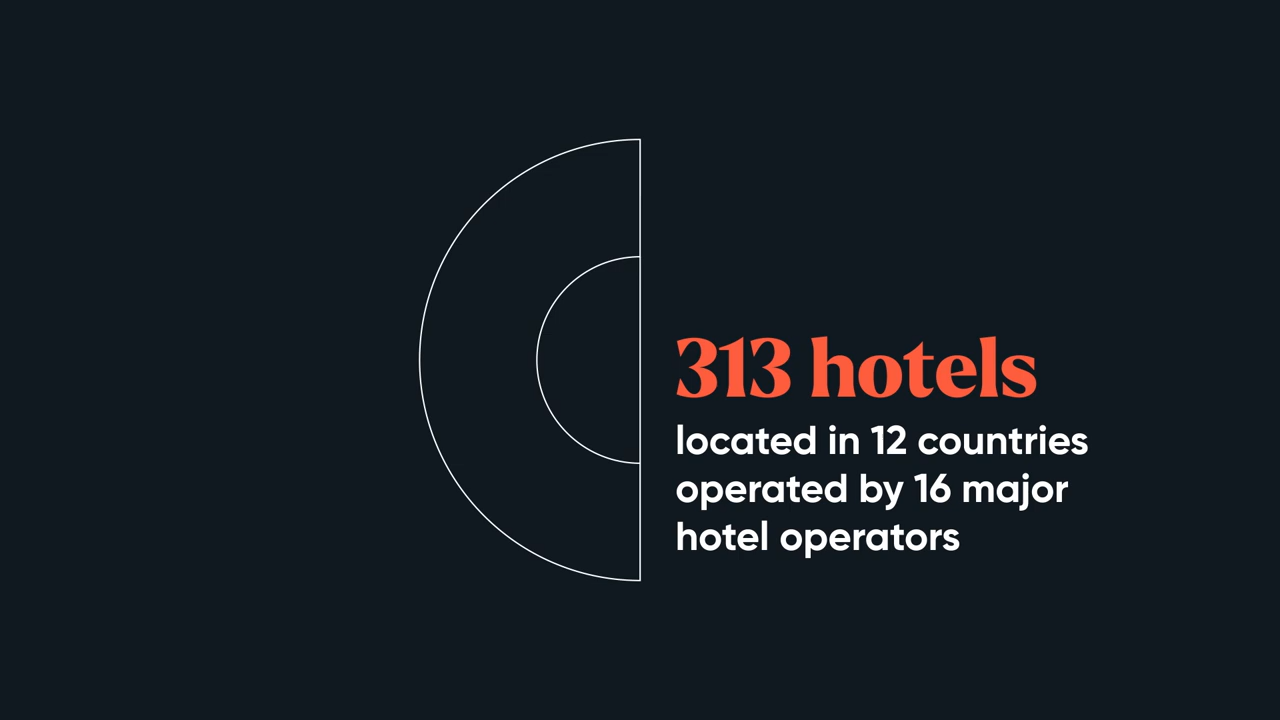 313 hotels
located in 12 countries
operated by 16 major
hotel operators